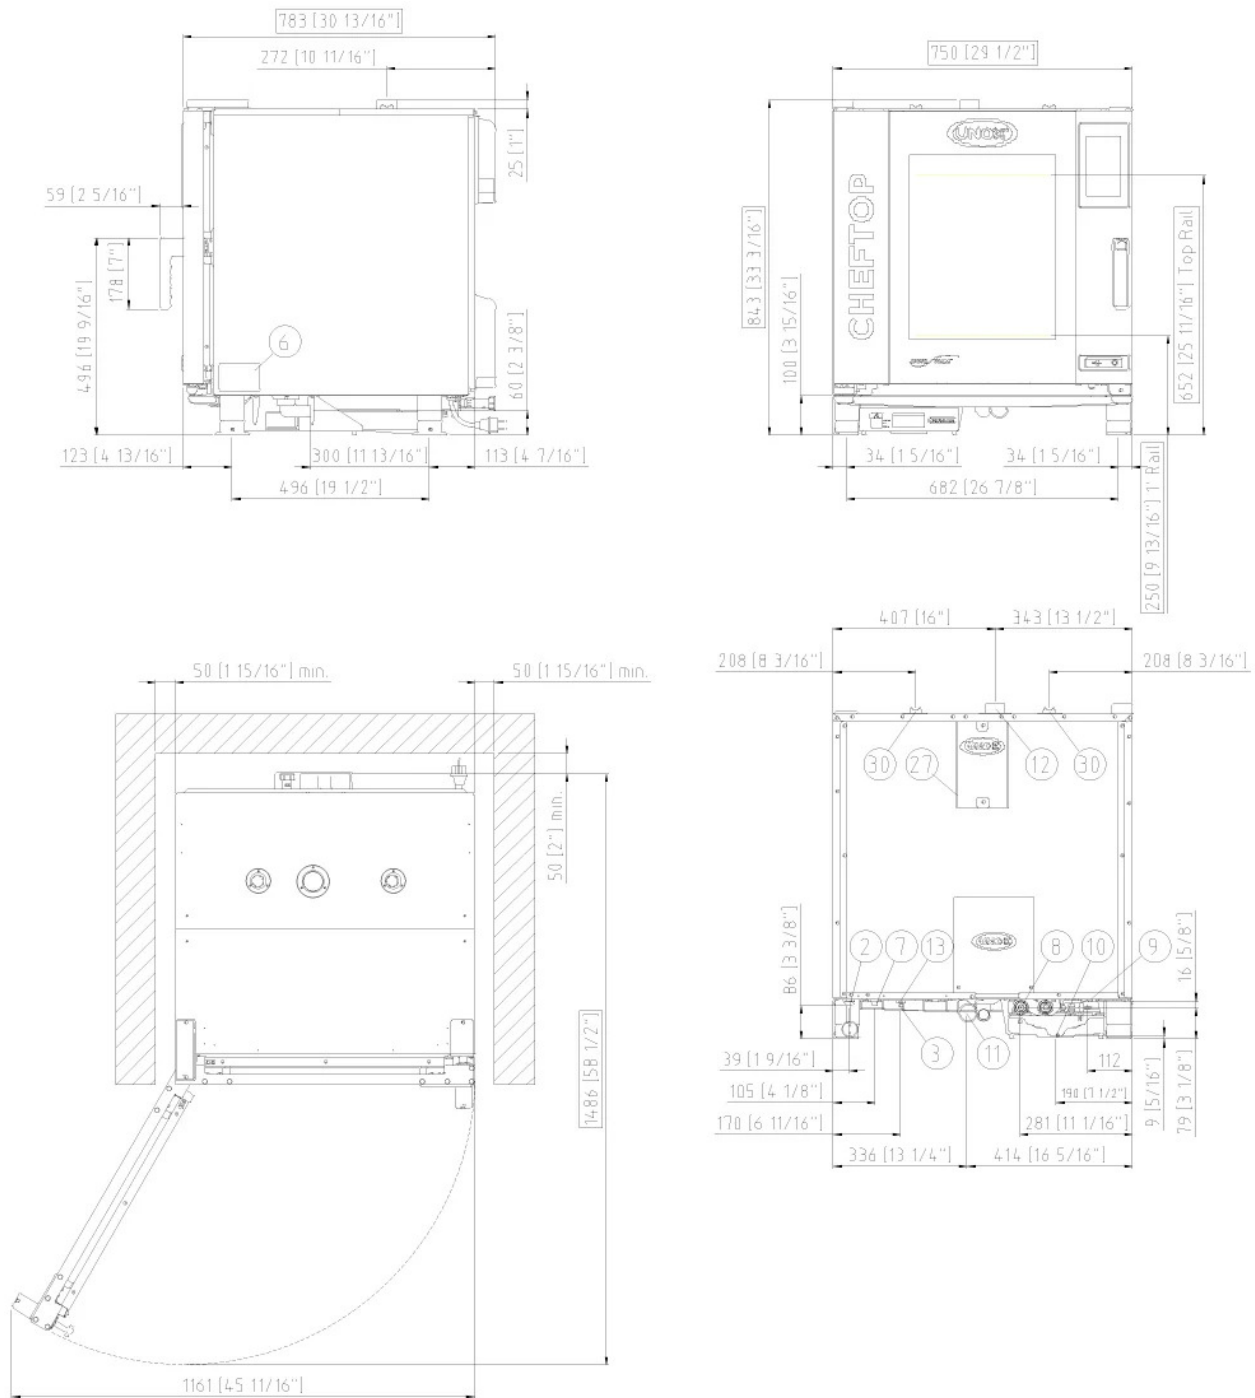 783 [30 13/16"]
272 [10 11/16"]
25 [1"]
59 [2 5/16"]
178 [7"]
496 [19 9/16"]
6
60 [2 3/8"]
123 [4 13/16"]
300 [11 13/16"]
113 [4 7/16"]
496 [19 1/2"]
750 [29 1/2"]
UNOX
CHEFTOP
843 [33 3/16"]
100 [3 15/16"]
652 [25 11/16"] Top Rail
34 [1 5/16"]
34 [1 5/16"]
682 [26 7/8"]
250 [9 13/16"] 1' Rail
50 [1 15/16"] min.
50 [1 15/16"] min.
50 [2"] min.
1486 [58 1/2"]
1161 [45 11/16"]
407 [16"]
343 [13 1/2"]
208 [8 3/16"]
208 [8 3/16"]
UNOX
30
27
12
30
UNOX
86 [3 3/8"]
2
7
13
8
10
9
16 [5/8"]
3
11
39 [1 9/16"]
112
105 [4 1/8"]
190 [7 1/2"]
170 [6 11/16"]
281 [11 1/16"]
9 [5/16"]
79 [3 1/8"]
336 [13 1/4"]
414 [16 5/16"]